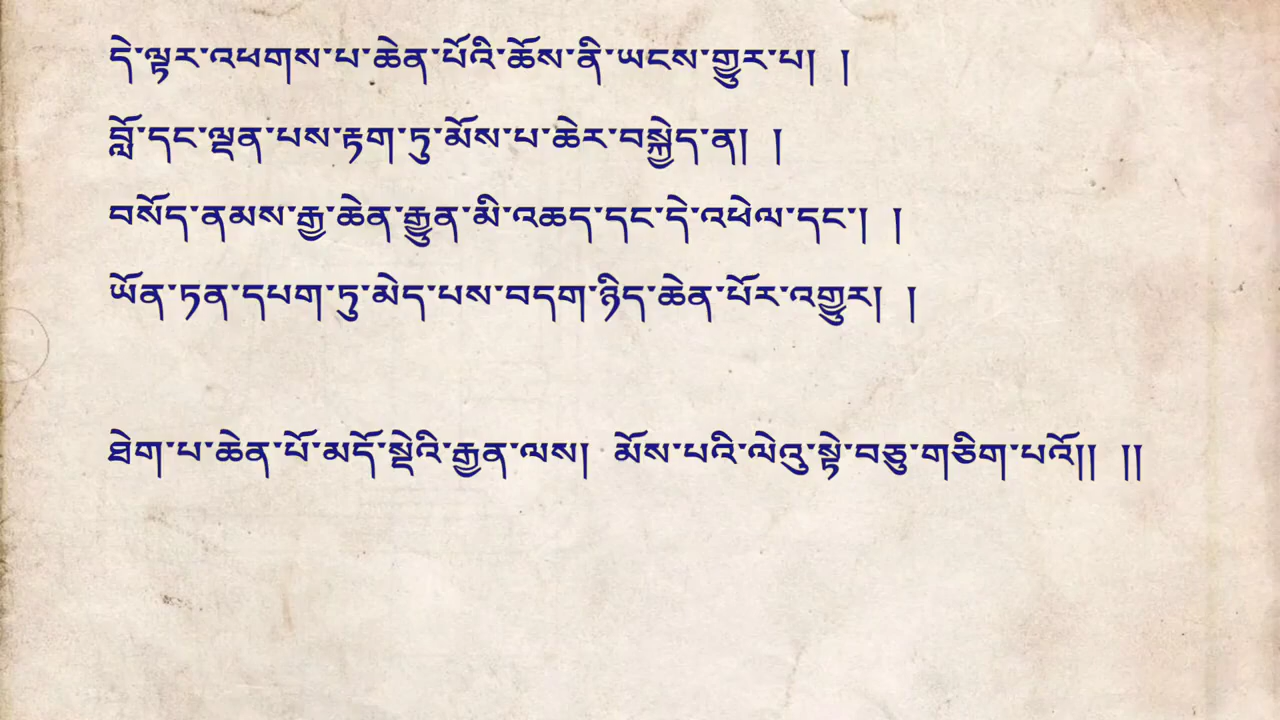 དེ་ལྟར་འཕགས་པ་ཆེན་པོའི་ཆོས་ནི་ཡངས་གྱུར་པ། །
བློ་དང་ལྡན་པས་རྟག་ཏུ་མོས་པ་ཆེར་བསྐྱེད་ན། །
བསོད་ནམས་རྒྱ་ཆེན་རྒྱུན་མི་འཆད་དང་དེ་འཕེལ་དང་། །
ཡོན་ཏན་དཔག་ཏུ་མེད་པས་བདག་ཉིད་ཆེན་པོར་འགྱུར། །
ཐེག་པ་ཆེན་པོ་མདོ་སྡེའི་རྒྱན་ལས། མོས་པའི་ལེའུ་སྟེ་བཅུ་གཅིག་པའོ།། །།